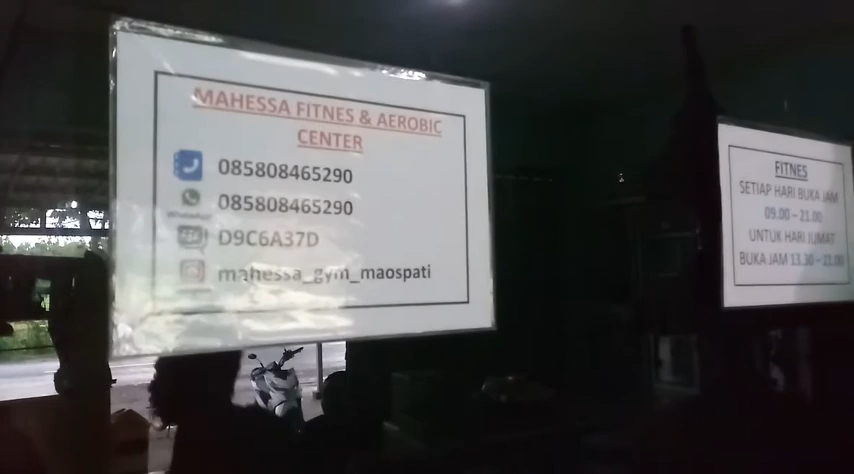 MAHESSA FITNES & AEROBIC
CENTER
085808465290
WhatsApp
085808465290
D9C6A37D
mahessa_gym_maospati
FITNES
SETIAP HARI BUKA JAM
09.00 – 21.00
UNTUK HARI JUMAT
BUKA JAM 13.30 – 21.00